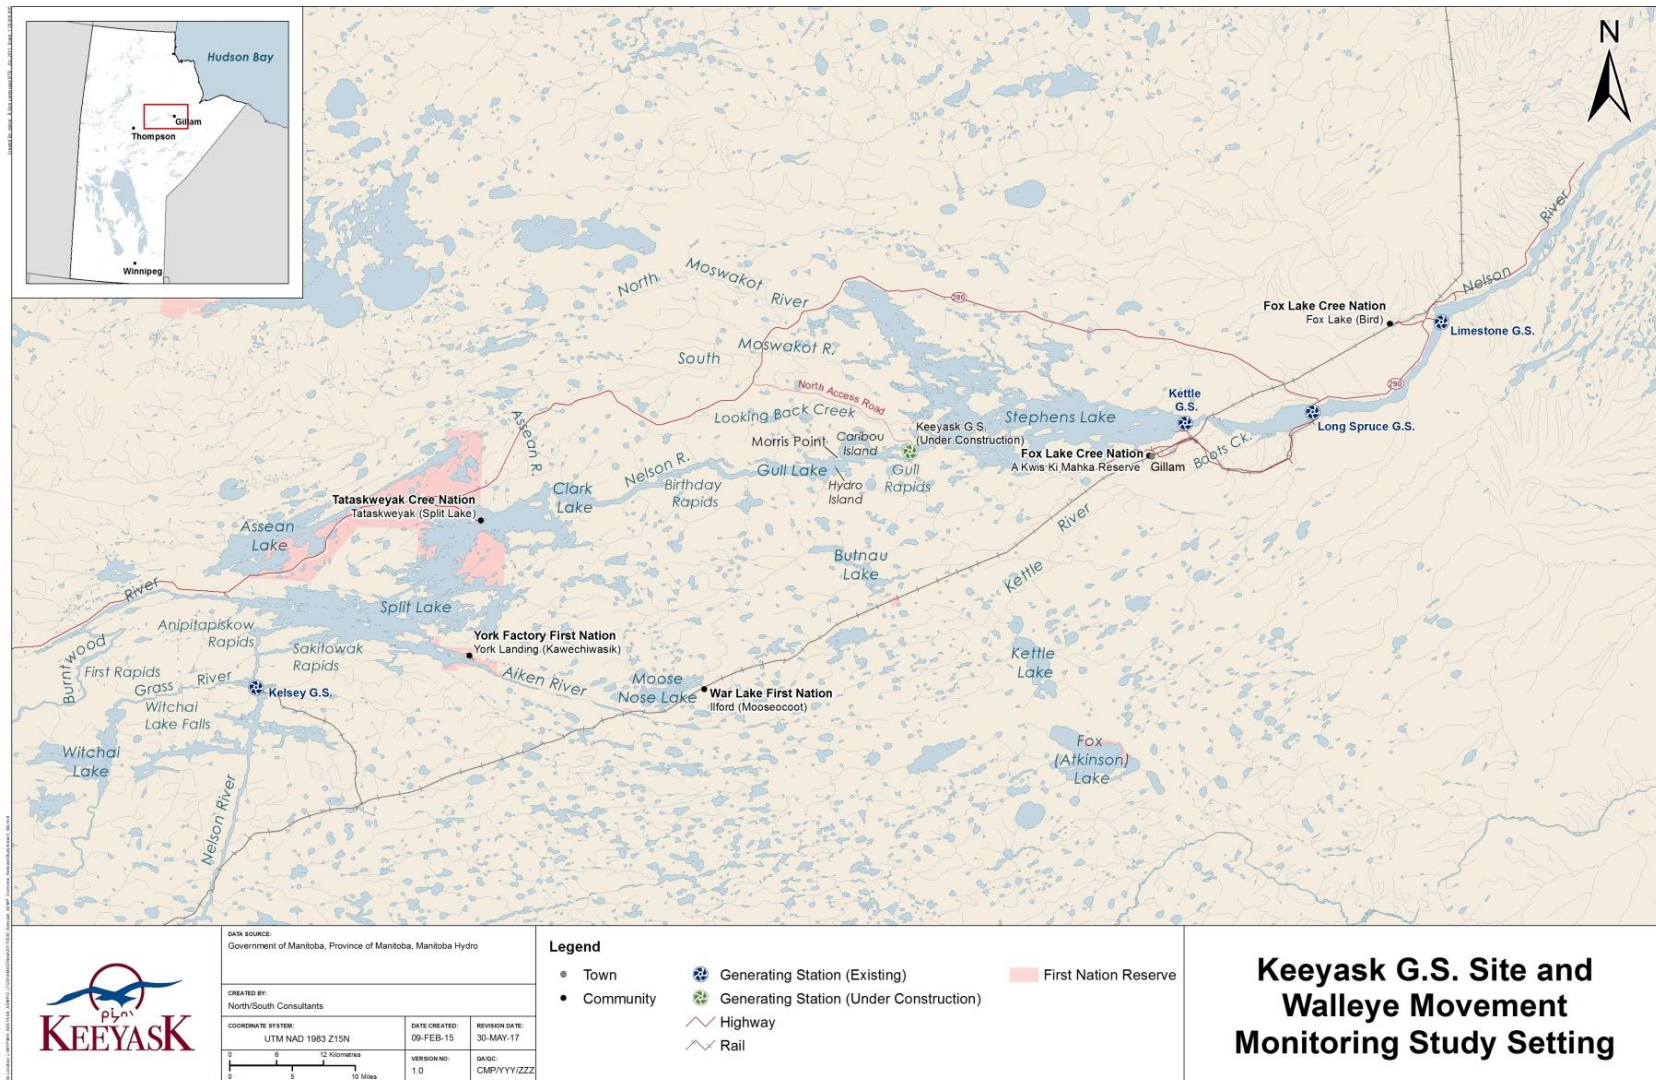 Hudson Bay
Gillam
Thompson
Winnipeg
N
North
Moswakot
River
280
South
Moswakot R.
North Access Road
Looking Back Creek
Stephens Lake
Fox Lake Cree Nation
Fox Lake (Bird)
Nelson
River
Limestone G.S.
290
Kettle
G.S.
Long Spruce G.S.
Boots Ck.
Keeyask G.S.
(Under Construction)
Morris Point
Caribou
Island
Fox Lake Cree Nation
A Kwis Ki Mahka Reserve
Gillam
Gull Lake
Gull
Rapids
Hydro
Island
Nelson R.
Birthday
Rapids
Assean R.
Clark
Lake
Tataskweyak Cree Nation
Tataskweyak (Split Lake)
Assean
Lake
Butnau
Lake
Kettle
River
River
Burntwood
Split Lake
Anipitapiskow
Rapids
Sakitowak
Rapids
York Factory First Nation
York Landing (Kawechiwasik)
First Rapids
Grass
River
Kelsey G.S.
Aiken River
Moose
Nose Lake
War Lake First Nation
Ilford (Mooseocoot)
Kettle
Lake
Witchai
Lake Falls
Witchai
Lake
Fox
(Atkinson)
Lake
Nelson River
KEEYASK
DATA SOURCE:
Government of Manitoba, Province of Manitoba, Manitoba Hydro
CREATED BY:
North/South Consultants
COORDINATE SYSTEM:
UTM NAD 1983 Z15N
DATE CREATED:
09-FEB-15
REVISION DATE:
30-MAY-17
0 6 12 Kilometres
0 5 10 Miles
VERSION NO:
1.0
QA/QC:
CMP/YYY/ZZZ
Legend
Town
Community
Generating Station (Existing)
Generating Station (Under Construction)
Highway
Rail
First Nation Reserve
Keeyask G.S. Site and
Walleye Movement
Monitoring Study Setting